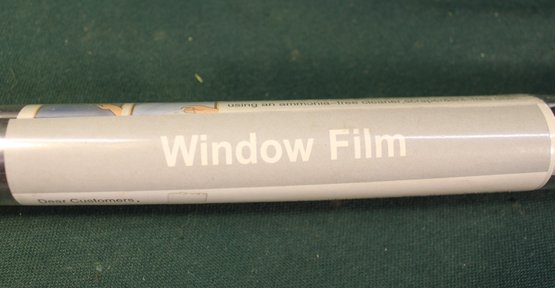 using an ammonia-free cleaner,
Window Film
Dear Customers,